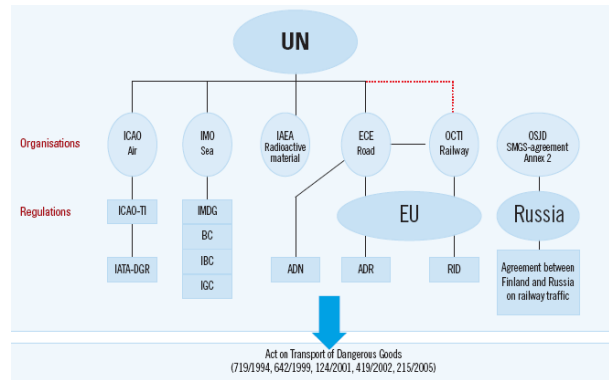 UN
Organisations
ICAO
Air
IMO
Sea
IAEA
Radioactive
material
ECE
Road
OCTI
Railway
OSJD
SMGS-agreement
Annex 2
Regulations
ICAO-TI
IMDG
EU
Russia
BC
IATA-DGR
IBC
IGC
ADN
ADR
RID
Agreement between
Finland and Russia
on railway traffic
Act on Transport of Dangerous Goods
(719/1994, 642/1999, 124/2001, 419/2002, 215/2005)